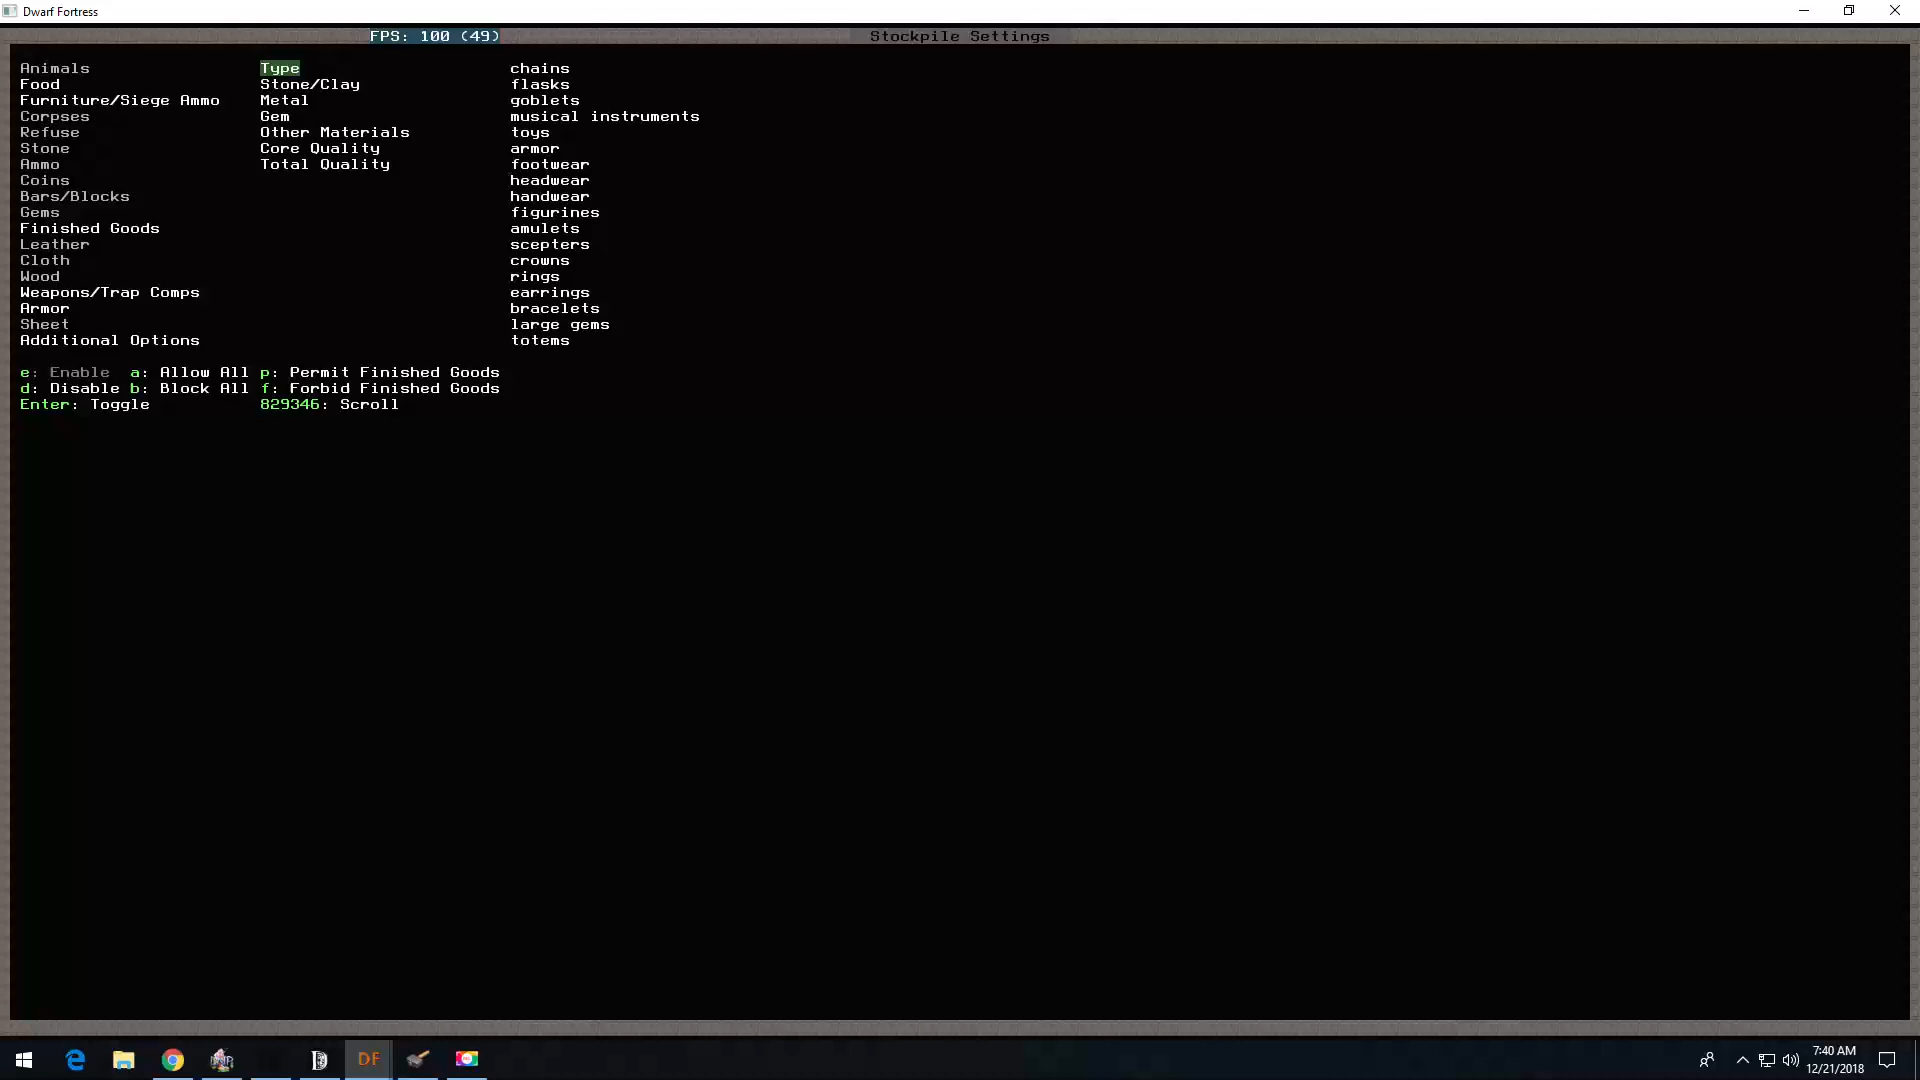 Dwarf Fortress
FPS: 100 (49) Stockpile Settings
Animals Type chains
Food Stone/Clay flasks
Furniture/Siege Ammo Metal goblets
Corpses Gem musical instruments
Refuse Other Materials toys
Stone Core Quality armor
Ammo Total Quality footwear
Coins headwear
Bars/Blocks handwear
Gems figurines
Finished Goods amulets
Leather scepters
Cloth crowns
Wood rings
Weapons/Trap Comps earrings
Armor bracelets
Sheet large gems
Additional Options totems
e: Enable a: Allow All p: Permit Finished Goods
d: Disable b: Block All f: Forbid Finished Goods
Enter: Toggle 829346: Scroll
DF
7:40 AM
12/21/2018